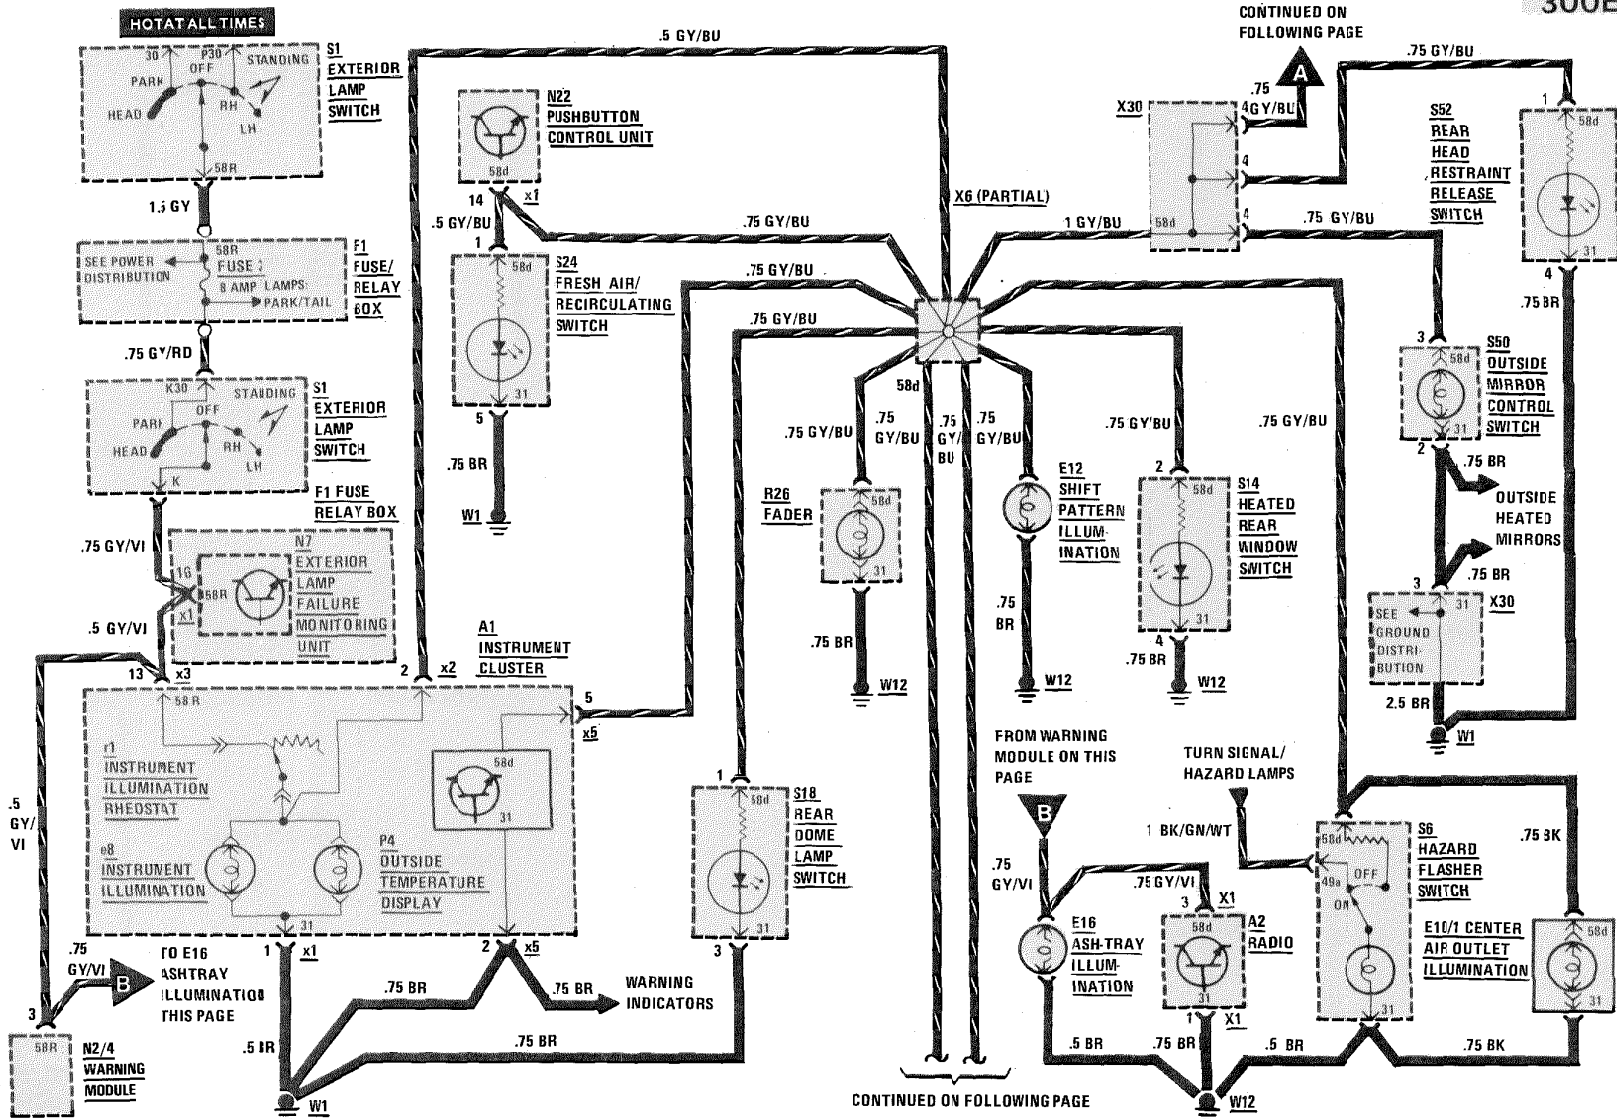 300E
HOT AT ALL TIMES
30
P30
OFF
STANDING
PARK
HEAD
RH
LH
58R
S1
EXTERIOR
LAMP
SWITCH
1.5 GY
SEE POWER
DISTRIBUTION
58R
FUSE 2
8 AMP
LAMPS:
PARK/TAIL
F1
FUSE/
RELAY
BOX
.75 GY/RD
K30
STANDING
OFF
PARK
HEAD
RH
LH
K
S1
EXTERIOR
LAMP
SWITCH
F1 FUSE
RELAY BOX
.75 GY/VI
16
58R
x1
N7
EXTERIOR
LAMP
FAILURE
MONITORING
UNIT
.5 GY/VI
13
x3
.5
GY/
VI
58R
r1
INSTRUMENT
ILLUMINATION
RHEOSTAT
e8
INSTRUMENT
ILLUMINATION
P4
OUTSIDE
TEMPERATURE
DISPLAY
31
A1
INSTRUMENT
CLUSTER
2
x2
5
x5
58d
31
1
x1
2
x5
.75
GY/VI
B
TO E16
ASHTRAY
ILLUMINATION
THIS PAGE
3
58R
N2/4
WARNING
MODULE
.5 BR
.75 BR
.75 BR
WARNING
INDICATORS
.75 BR
W1
.5 GY/BU
N22
PUSHBUTTON
CONTROL UNIT
58d
14
x1
.5 GY/BU
.75 GY/BU
1
58d
S24
FRESH AIR/
RECIRCULATING
SWITCH
31
5
.75 BR
W1
.75 GY/BU
.75 GY/BU
X6 (PARTIAL)
58d
1
58d
S18
REAR
DOME
LAMP
SWITCH
31
3
.75 GY/BU
.75
GY/BU
.75
GY/
BU
.75
GY/BU
R26
FADER
58d
31
.75 BR
W12
E12
SHIFT
PATTERN
ILLUM-
INATION
.75
BR
W12
.75 GY/BU
2
58d
S14
HEATED
REAR
WINDOW
SWITCH
31
4
.75 BR
W12
.75 GY/BU
.75 GY/BU
CONTINUED ON
FOLLOWING PAGE
A
.75
GY/BU
X30
4
4
4
58d
1 GY/BU
.75 GY/BU
.75 GY/BU
1
58d
S52
REAR
HEAD
RESTRAINT
RELEASE
SWITCH
31
4
.75 BR
3
58d
S50
OUTSIDE
MIRROR
CONTROL
SWITCH
31
2
.75 BR
OUTSIDE
HEATED
MIRRORS
.75 BR
3
31
X30
SEE
GROUND
DISTRI-
BUTION
2.5 BR
W1
FROM WARNING
MODULE ON THIS
PAGE
B
.75
GY/VI
.75 GY/VI
E16
ASH-TRAY
ILLUM-
INATION
3
X1
58d
A2
RADIO
31
1
X1
.5 BR
.75 BR
TURN SIGNAL/
HAZARD LAMPS
1 BK/GN/WT
58d
49a
OFF
ON
31
S6
HAZARD
FLASHER
SWITCH
.75 BK
E10/1 CENTER
AIR OUTLET
ILLUMINATION
58d
31
.5 BR
.75 BK
W12
CONTINUED ON FOLLOWING PAGE